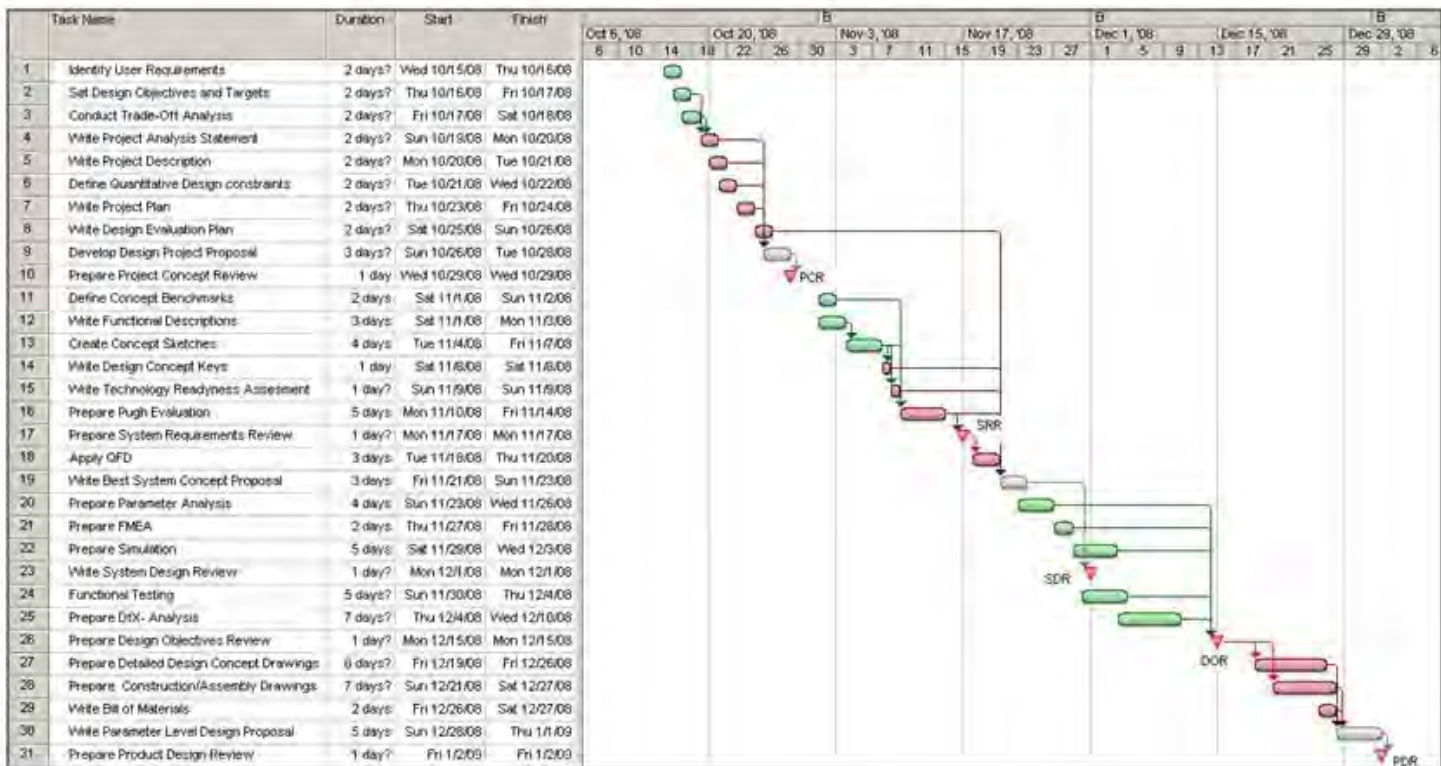 Task Name Duration Start Finish
B B B
Oct 6, '08 Oct 20, '08 Nov 3, '08 Nov 17, '08 Dec 1, '08 Dec 15, '08 Dec 29, '08
6 10 14 18 22 26 30 3 7 11 15 19 23 27 1 5 9 13 17 21 25 29 2 6
1 Identify User Requirements 2 days? Wed 10/15/08 Thu 10/16/08
2 Set Design Objectives and Targets 2 days? Thu 10/16/08 Fri 10/17/08
3 Conduct Trade-Off Analysis 2 days? Fri 10/17/08 Sat 10/18/08
4 Write Project Analysis Statement 2 days? Sun 10/19/08 Mon 10/20/08
5 Write Project Description 2 days? Mon 10/20/08 Tue 10/21/08
6 Define Quantitative Design constraints 2 days? Tue 10/21/08 Wed 10/22/08
7 Write Project Plan 2 days? Thu 10/23/08 Fri 10/24/08
8 Write Design Evaluation Plan 2 days? Sat 10/25/08 Sun 10/26/08
9 Develop Design Project Proposal 3 days? Sun 10/26/08 Tue 10/28/08
10 Prepare Project Concept Review 1 day Wed 10/29/08 Wed 10/29/08 PCR
11 Define Concept Benchmarks 2 days Sat 11/1/08 Sun 11/2/08
12 Write Functional Descriptions 3 days Sat 11/1/08 Mon 11/3/08
13 Create Concept Sketches 4 days Tue 11/4/08 Fri 11/7/08
14 Write Design Concept Keys 1 day Sat 11/8/08 Sat 11/8/08
15 Write Technology Readyness Assesment 1 day? Sun 11/9/08 Sun 11/9/08
16 Prepare Pugh Evaluation 5 days Mon 11/10/08 Fri 11/14/08
SRR
17 Prepare System Requirements Review 1 day? Mon 11/17/08 Mon 11/17/08
18 Apply QFD 3 days Tue 11/18/08 Thu 11/20/08
19 Write Best System Concept Proposal 3 days Fri 11/21/08 Sun 11/23/08
20 Prepare Parameter Analysis 4 days Sun 11/23/08 Wed 11/26/08
21 Prepare FMEA 2 days Thu 11/27/08 Fri 11/28/08
22 Prepare Simulation 5 days Sat 11/29/08 Wed 12/3/08
23 Write System Design Review 1 day? Mon 12/1/08 Mon 12/1/08 SDR
24 Functional Testing 5 days? Sun 11/30/08 Thu 12/4/08
25 Prepare DfX- Analysis 7 days? Thu 12/4/08 Wed 12/10/08
26 Prepare Design Objectives Review 1 day? Mon 12/15/08 Mon 12/15/08
DOR
27 Prepare Detailed Design Concept Drawings days? Fri 12/19/08 Fri 12/26/08
28 Prepare Construction/Assembly Drawings 7 days? Sun 12/21/08 Sat 12/27/08
29 Write Bill of Materials 2 days Fri 12/26/08 Sat 12/27/08
30 Write Parameter Level Design Proposal 5 days Sun 12/28/08 Thu 1/1/09
31 Prepare Product Design Review 1 day? Fri 1/2/09 Fri 1/2/09 PDR